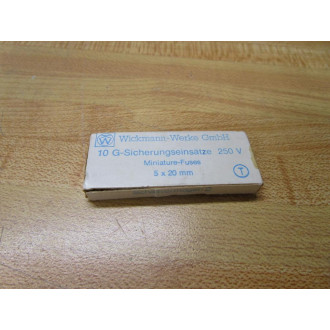 W Wickmann-Werke GmbH
10 G-Sicherungseinsätze 250 V
Miniature-Fuses
5 x 20 mm
T